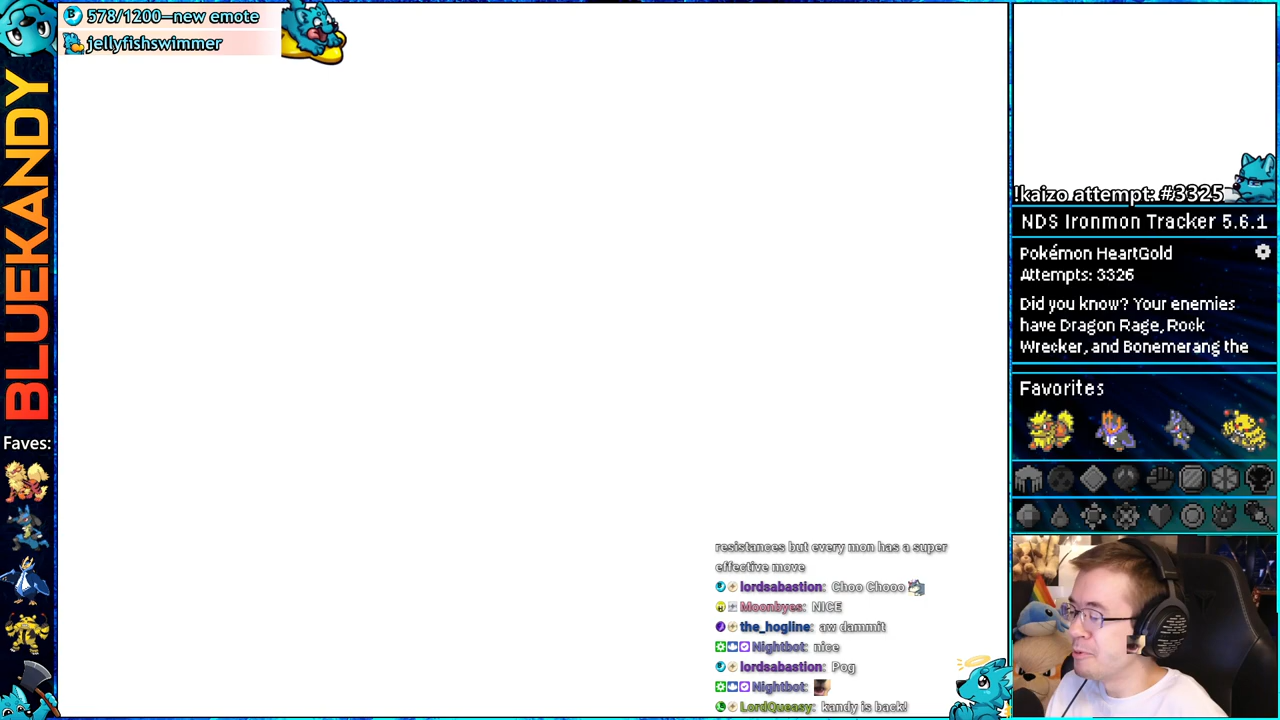 578/1200—new emote
jellyfishswimmer
BLUEKANDY
Faves:
!kaizo attempt: #3325
NDS Ironmon Tracker 5.6.1
Pokémon HeartGold
Attempts: 3326
Did you know? Your enemies
have Dragon Rage, Rock
Wrecker, and Bonemerang the
Favorites
resistances but every mon has a super
effective move
lordsabastion: Choo Chooo
Moonbyes: NICE
the_hogline: aw dammit
Nightbot: nice
lordsabastion: Pog
Nightbot:
LordQueasy: kandy is back!